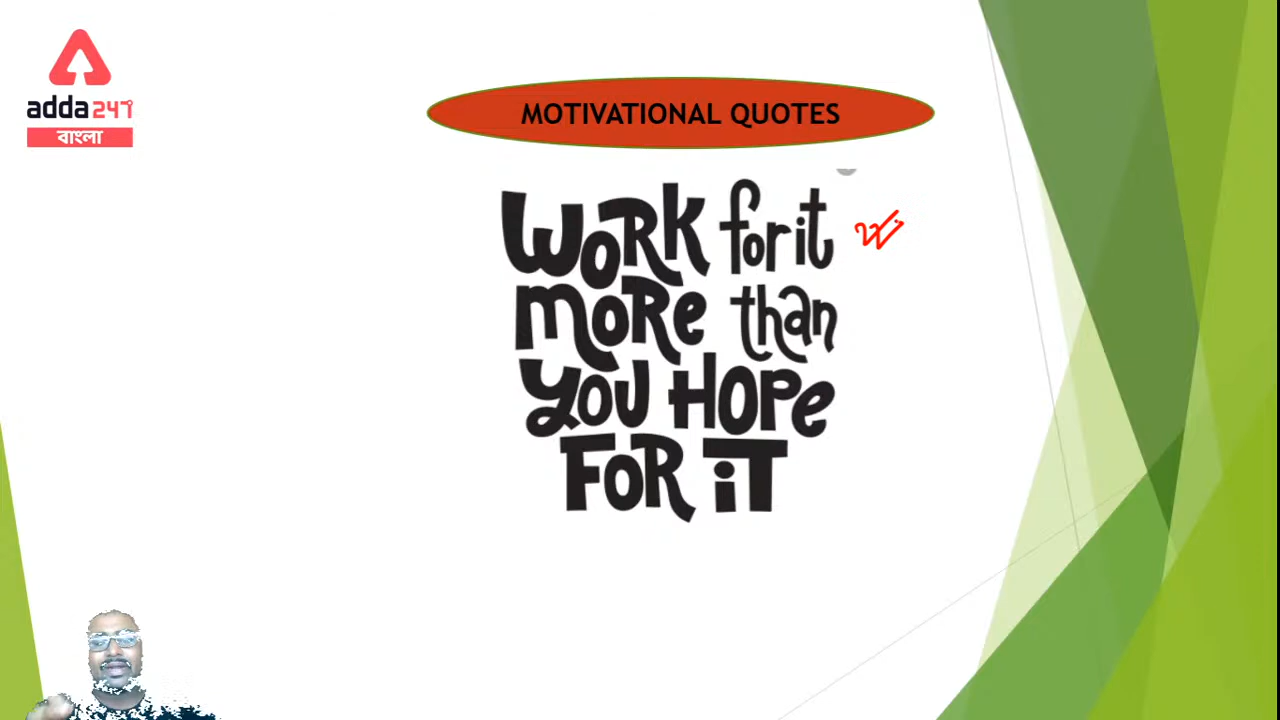 adda247
বাংলা
MOTIVATIONAL QUOTES
WORK for it
more than
you Hope
FOR iT